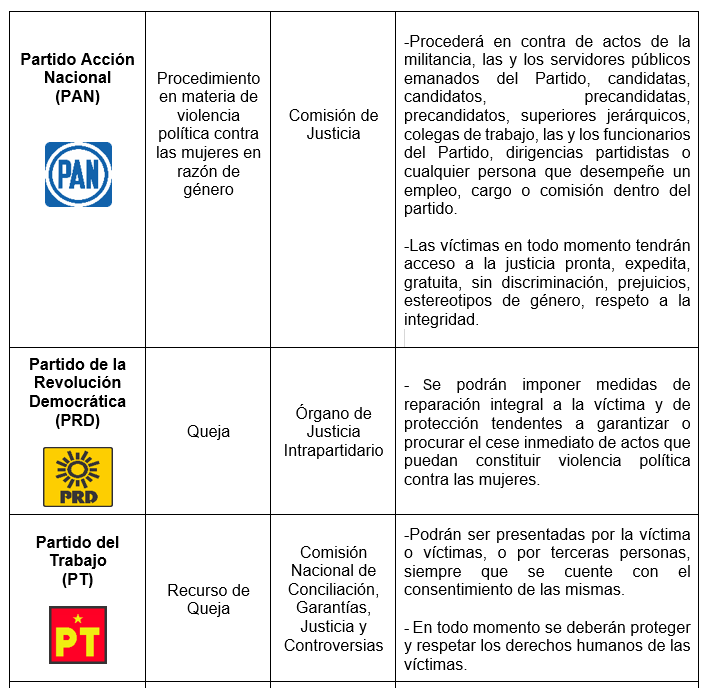 Partido Acción
Nacional
(PAN)
PAN
Procedimiento
en materia de
violencia
política contra
las mujeres en
razón de
género
Comisión de
Justicia
-Procederá en contra de actos de la
militancia, las y los servidores públicos
emanados del Partido, candidatas,
candidatos, precandidatas,
precandidatos, superiores jerárquicos,
colegas de trabajo, las y los funcionarios
del Partido, dirigencias partidistas o
cualquier persona que desempeñe un
empleo, cargo o comisión dentro del
partido.
-Las víctimas en todo momento tendrán
acceso a la justicia pronta, expedita,
gratuita, sin discriminación, prejuicios,
estereotipos de género, respeto a la
integridad.
Partido de la
Revolución
Democrática
(PRD)
PRD
Queja
Órgano de
Justicia
Intrapartidario
- Se podrán imponer medidas de
reparación integral a la víctima y de
protección tendentes a garantizar o
procurar el cese inmediato de actos que
puedan constituir violencia política
contra las mujeres.
Partido del
Trabajo
(PT)
PT
Recurso de
Queja
Comisión
Nacional de
Conciliación,
Garantías,
Justicia y
Controversias
-Podrán ser presentadas por la víctima
o víctimas, o por terceras personas,
siempre que se cuente con el
consentimiento de las mismas.
- En todo momento se deberán proteger
y respetar los derechos humanos de las
víctimas.